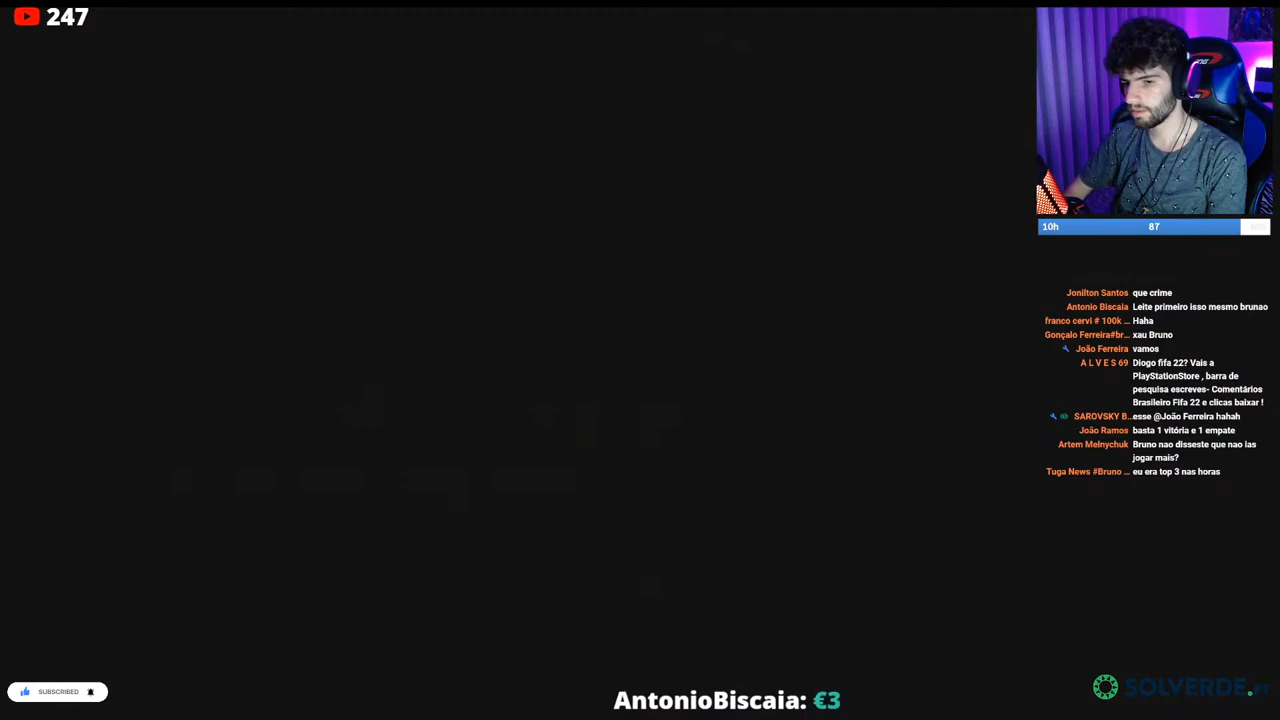 247
10h 87
Jonilton Santos que crime
Antonio Biscaia Leite primeiro isso mesmo brunao
franco cervi # 100k ... Haha
Gonçalo Ferreira#br... xau Bruno
João Ferreira vamos
A L V E S 69 Diogo fifa 22? Vais a
PlayStationStore , barra de
pesquisa escreves- Comentários
Brasileiro Fifa 22 e clicas baixar !
SAROVSKY B... esse @João Ferreira hahah
João Ramos basta 1 vitória e 1 empate
Artem Melnychuk Bruno nao disseste que nao ias
jogar mais?
Tuga News #Bruno ... eu era top 3 nas horas
SUBSCRIBED
AntonioBiscaia: €3
SOLVERDE.PT